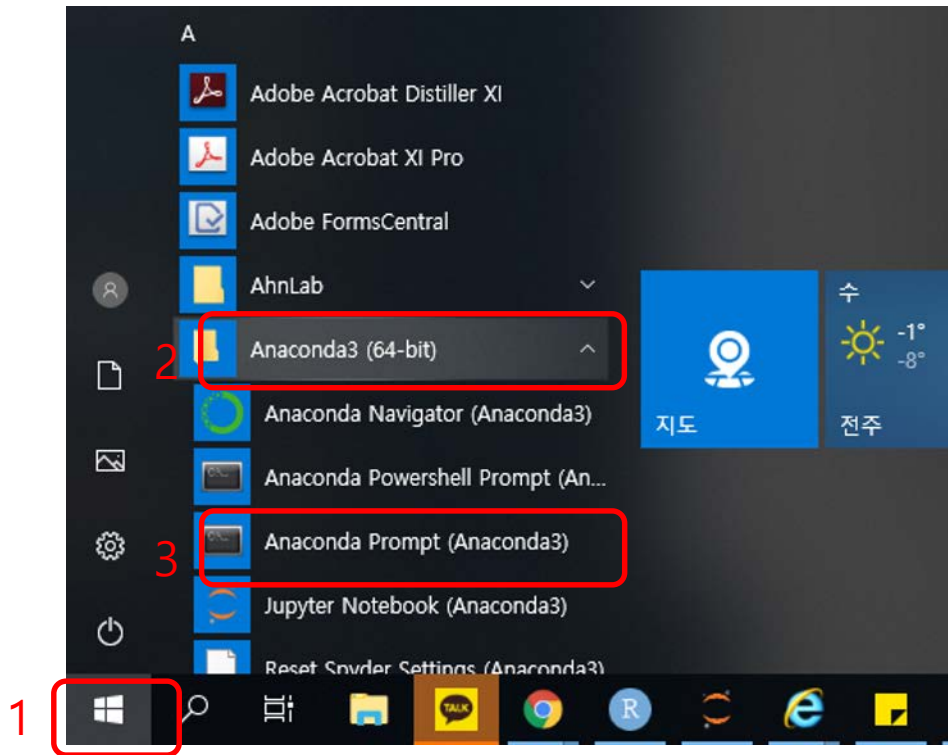 A
Adobe Acrobat Distiller XI
Adobe Acrobat XI Pro
Adobe FormsCentral
AhnLab
2 Anaconda3 (64-bit)
Anaconda Navigator (Anaconda3)
Anaconda Powershell Prompt (An...
3 Anaconda Prompt (Anaconda3)
Jupyter Notebook (Anaconda3)
Reset Spyder Settings (Anaconda3)
수
-1°
-8°
지도
전주
1
TALK
R